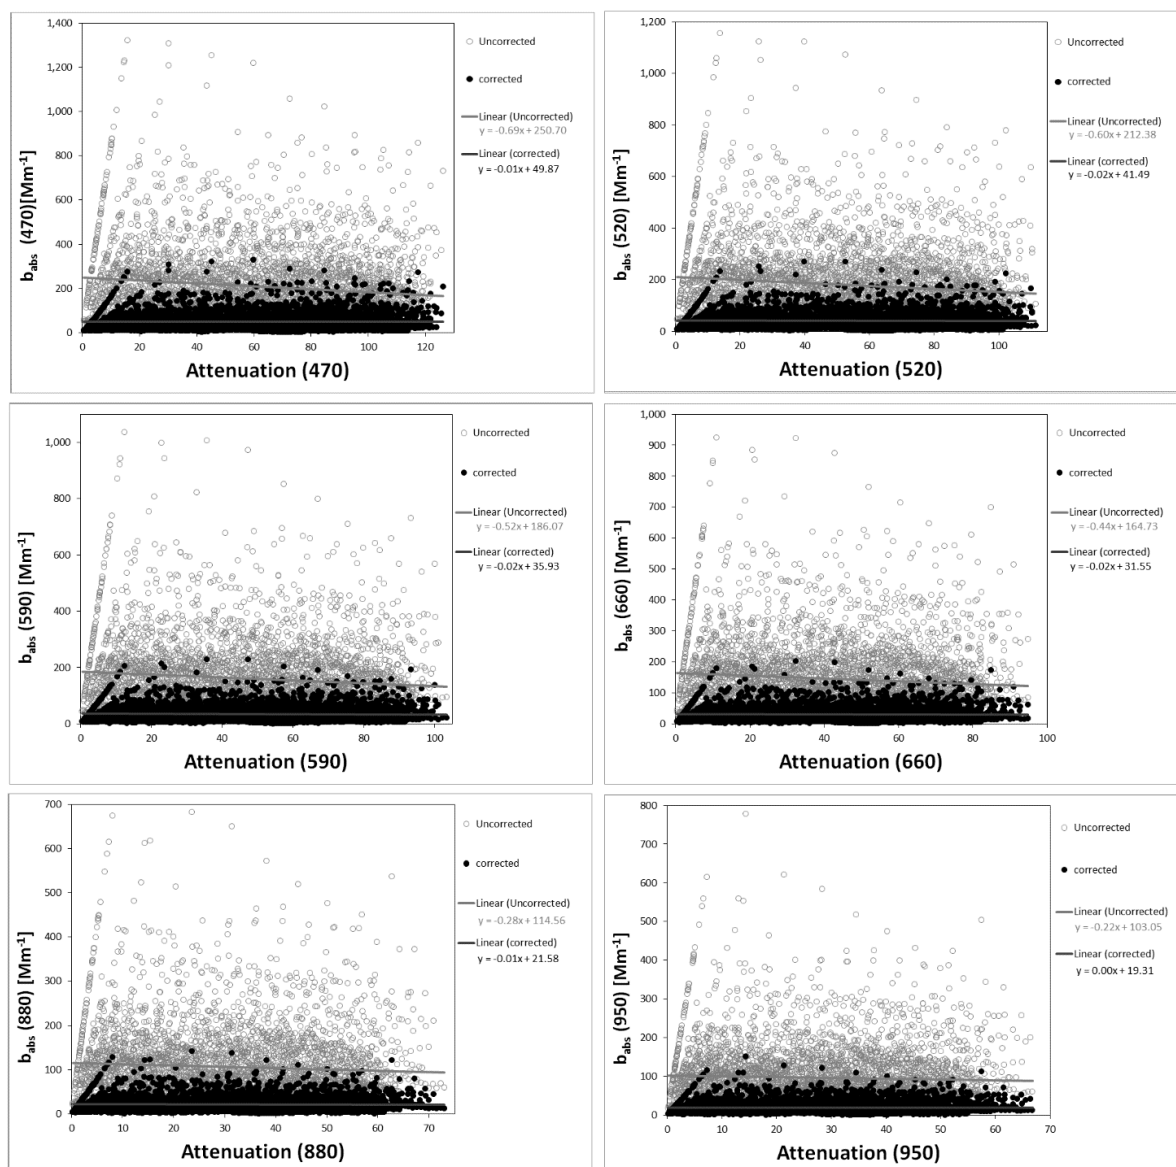 1,400
1,200
1,000
800
600
400
200
0
b_abs (470)[Mm⁻¹]
0 20 40 60 80 100 120
Attenuation (470)
Uncorrected
corrected
Linear (Uncorrected)
y = -0.69x + 250.70
Linear (corrected)
y = -0.01x + 49.87
1,200
1,000
800
600
400
200
0
b_abs (520) [Mm⁻¹]
0 20 40 60 80 100
Attenuation (520)
Uncorrected
corrected
Linear (Uncorrected)
y = -0.60x + 212.38
Linear (corrected)
y = -0.02x + 41.49
1,000
800
600
400
200
0
b_abs (590) [Mm⁻¹]
0 20 40 60 80 100
Attenuation (590)
Uncorrected
corrected
Linear (Uncorrected)
y = -0.52x + 186.07
Linear (corrected)
y = -0.02x + 35.93
1,000
900
800
700
600
500
400
300
200
100
0
b_abs (660) [Mm⁻¹]
0 20 40 60 80 100
Attenuation (660)
Uncorrected
corrected
Linear (Uncorrected)
y = -0.44x + 164.73
Linear (corrected)
y = -0.02x + 31.55
700
600
500
400
300
200
100
0
b_abs (880) [Mm⁻¹]
0 10 20 30 40 50 60 70
Attenuation (880)
Uncorrected
corrected
Linear (Uncorrected)
y = -0.28x + 114.56
Linear (corrected)
y = -0.01x + 21.58
800
700
600
500
400
300
200
100
0
b_abs (950) [Mm⁻¹]
0 10 20 30 40 50 60 70
Attenuation (950)
Uncorrected
corrected
Linear (Uncorrected)
y = -0.22x + 103.05
Linear (corrected)
y = 0.00x + 19.31